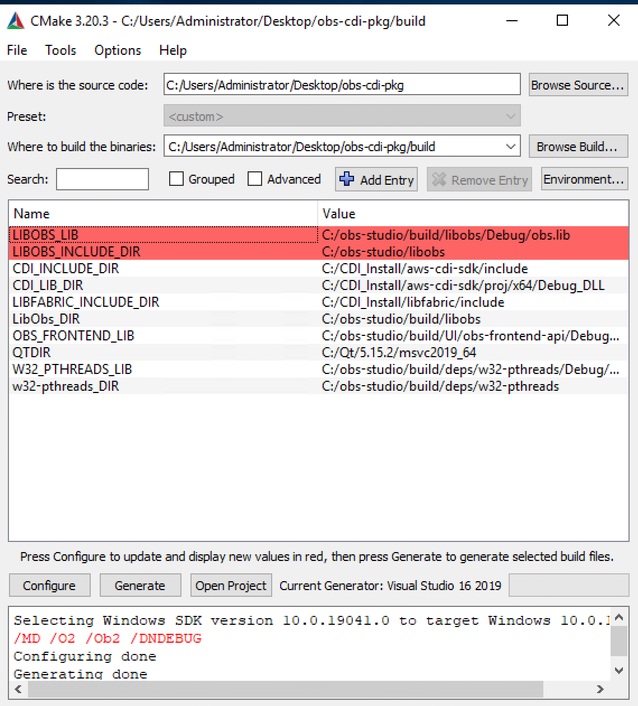 CMake 3.20.3 - C:/Users/Administrator/Desktop/obs-cdi-pkg/build
File Tools Options Help
Where is the source code: C:/Users/Administrator/Desktop/obs-cdi-pkg Browse Source...
Preset: <custom>
Where to build the binaries: C:/Users/Administrator/Desktop/obs-cdi-pkg/build Browse Build...
Search: Grouped Advanced Add Entry Remove Entry Environment...
Name Value
LIBOBS_LIB C:/obs-studio/build/libobs/Debug/obs.lib
LIBOBS_INCLUDE_DIR C:/obs-studio/libobs
CDI_INCLUDE_DIR C:/CDI_Install/aws-cdi-sdk/include
CDI_LIB_DIR C:/CDI_Install/aws-cdi-sdk/proj/x64/Debug_DLL
LIBFABRIC_INCLUDE_DIR C:/CDI_Install/libfabric/include
LibObs_DIR C:/obs-studio/build/libobs
OBS_FRONTEND_LIB C:/obs-studio/build/UI/obs-frontend-api/Debug...
QTDIR C:/Qt/5.15.2/msvc2019_64
W32_PTHREADS_LIB C:/obs-studio/build/deps/w32-pthreads/Debug/...
w32-pthreads_DIR C:/obs-studio/build/deps/w32-pthreads
Press Configure to update and display new values in red, then press Generate to generate selected build files.
Configure Generate Open Project Current Generator: Visual Studio 16 2019
Selecting Windows SDK version 10.0.19041.0 to target Windows 10.0.1
/MD /O2 /Ob2 /DNDEBUG
Configuring done
Generating done